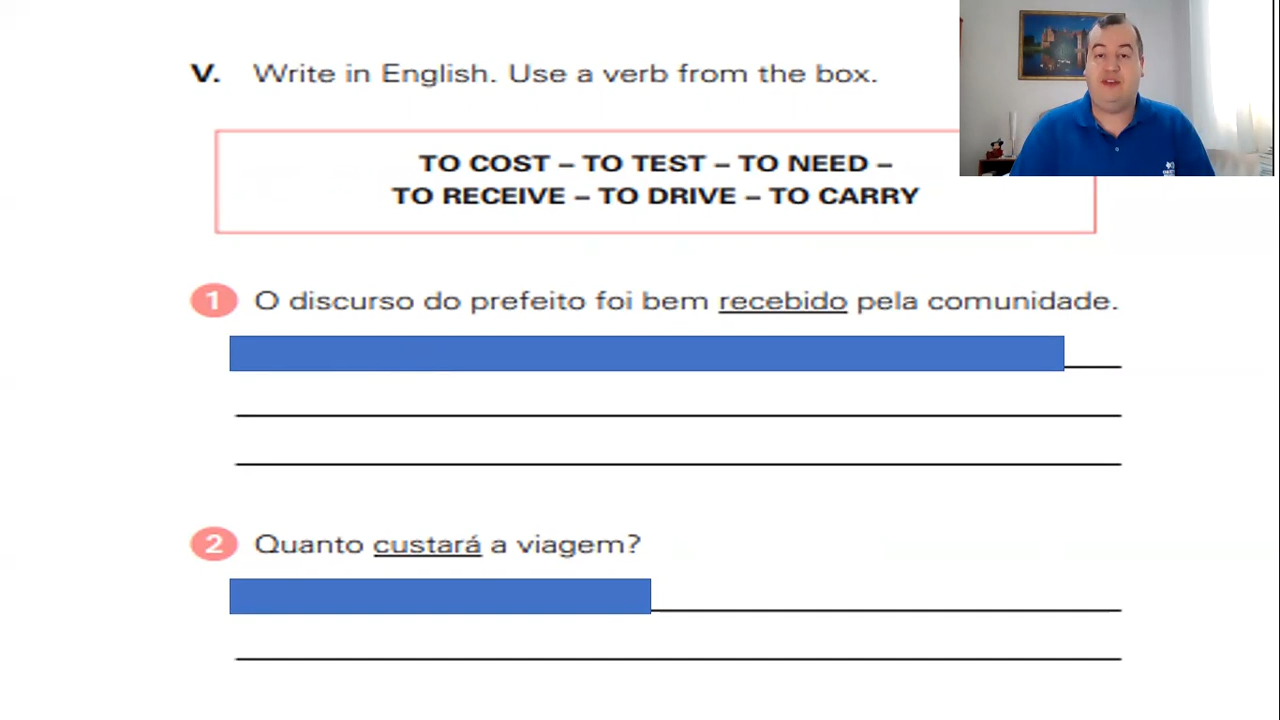 V. Write in English. Use a verb from the box.
TO COST – TO TEST – TO NEED –
TO RECEIVE – TO DRIVE – TO CARRY
1 O discurso do prefeito foi bem recebido pela comunidade.
2 Quanto custará a viagem?